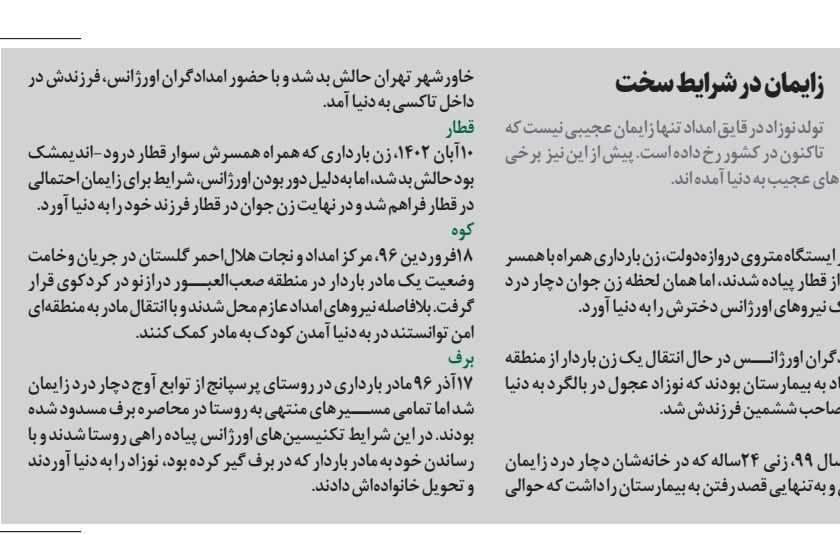 زایمان در شرایط سخت
تولد نوزاد در قایق امداد تنها زایمان عجیبی نیست که
تاکنون در کشور رخ داده است. پیش از این نیز برخی
های عجیب به دنیا آمده‌اند.
ایستگاه متروی دروازه‌دولت، زن بارداری همراه با همسر
از قطار پیاده شدند، اما همان لحظه زن جوان دچار درد
ک نیروهای اورژانس دخترش را به دنیا آورد.
دگران اورژانس در حال انتقال یک زن باردار از منطقه
اد به بیمارستان بودند که نوزاد عجول در بالگرد به دنیا
صاحب ششمین فرزندش شد.
سال ۹۹، زنی ۲۴ساله که در خانه‌شان دچار درد زایمان
و به‌تنهایی قصد رفتن به بیمارستان را داشت که حوالی
خاورشهر تهران حالش بد شد و با حضور امدادگران اورژانس، فرزندش در
داخل تاکسی به دنیا آمد.
قطار
۱۰آبان ۱۴۰۲، زن بارداری که همراه همسرش سوار قطار درود-اندیمشک
بود حالش بد شد، اما به‌دلیل دور بودن اورژانس، شرایط برای زایمان احتمالی
در قطار فراهم شد و در نهایت زن جوان در قطار فرزند خود را به دنیا آورد.
کوه
۱۸فروردین ۹۶، مرکز امداد و نجات هلال‌احمر گلستان در جریان وخامت
وضعیت یک مادر باردار در منطقه صعب‌العبور درازنو در کردکوی قرار
گرفت. بلافاصله نیروهای امداد عازم محل شدند و با انتقال مادر به منطقه‌ای
امن توانستند در به دنیا آمدن کودک به مادر کمک کنند.
برف
۱۷آذر ۹۶ مادر بارداری در روستای پرسپانج از توابع آوج دچار درد زایمان
شد اما تمامی مسیرهای منتهی به روستا در محاصره برف مسدود شده
بودند. در این شرایط تکنیسین‌های اورژانس پیاده راهی روستا شدند و با
رساندن خود به مادر باردار که در برف گیر کرده بود، نوزاد را به دنیا آوردند
و تحویل خانواده‌اش دادند.